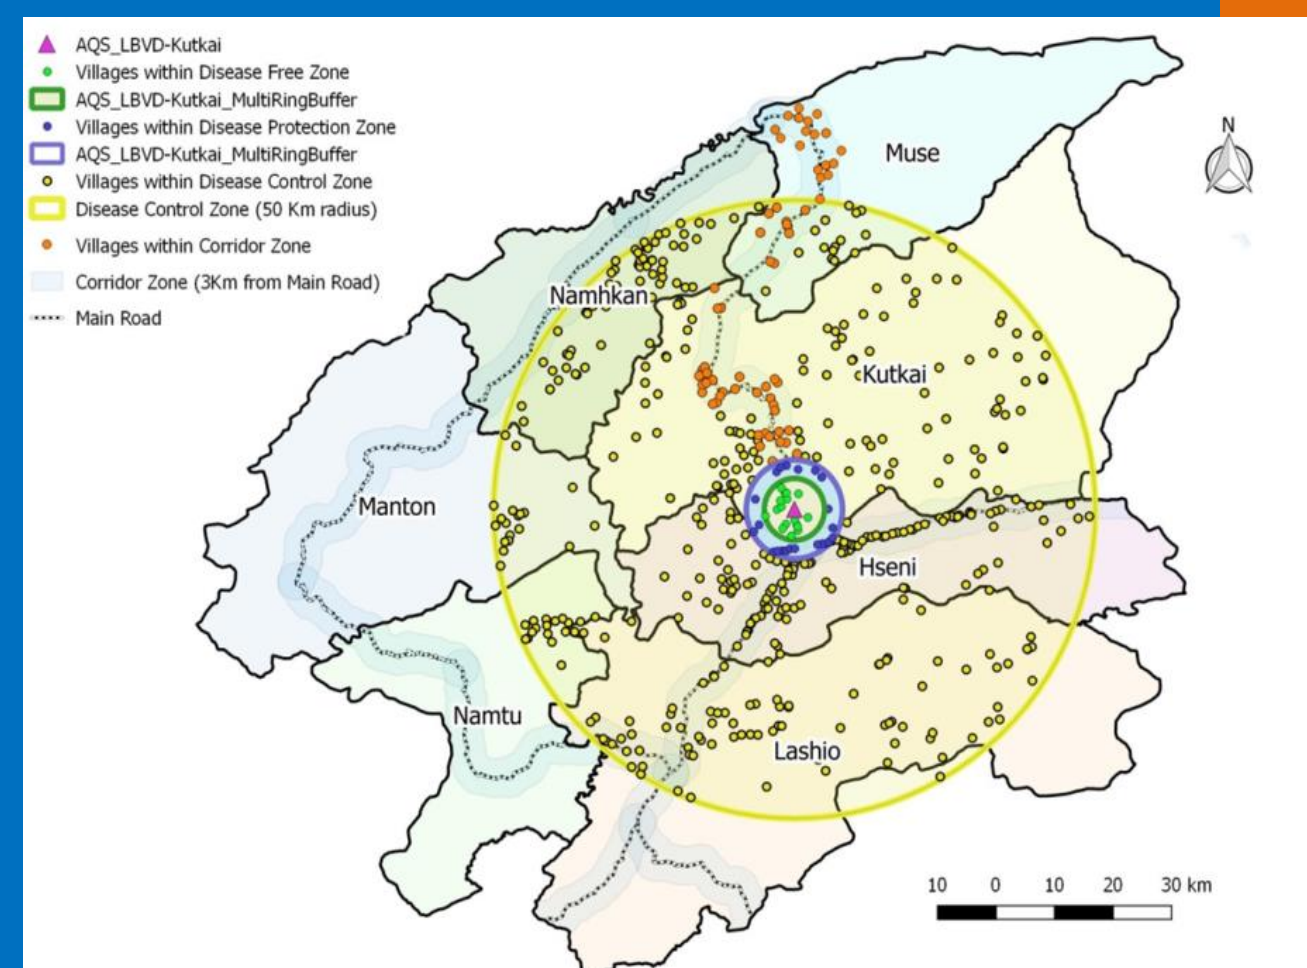 AQS_LBVD-Kutkai
Villages within Disease Free Zone
AQS_LBVD-Kutkai_MultiRingBuffer
Villages within Disease Protection Zone
AQS_LBVD-Kutkai_MultiRingBuffer
Villages within Disease Control Zone
Disease Control Zone (50 Km radius)
Villages within Corridor Zone
Corridor Zone (3Km from Main Road)
Main Road
N
Muse
Namhkan
Kutkai
Manton
Hseni
Namtu
Lashio
10 0 10 20 30 km